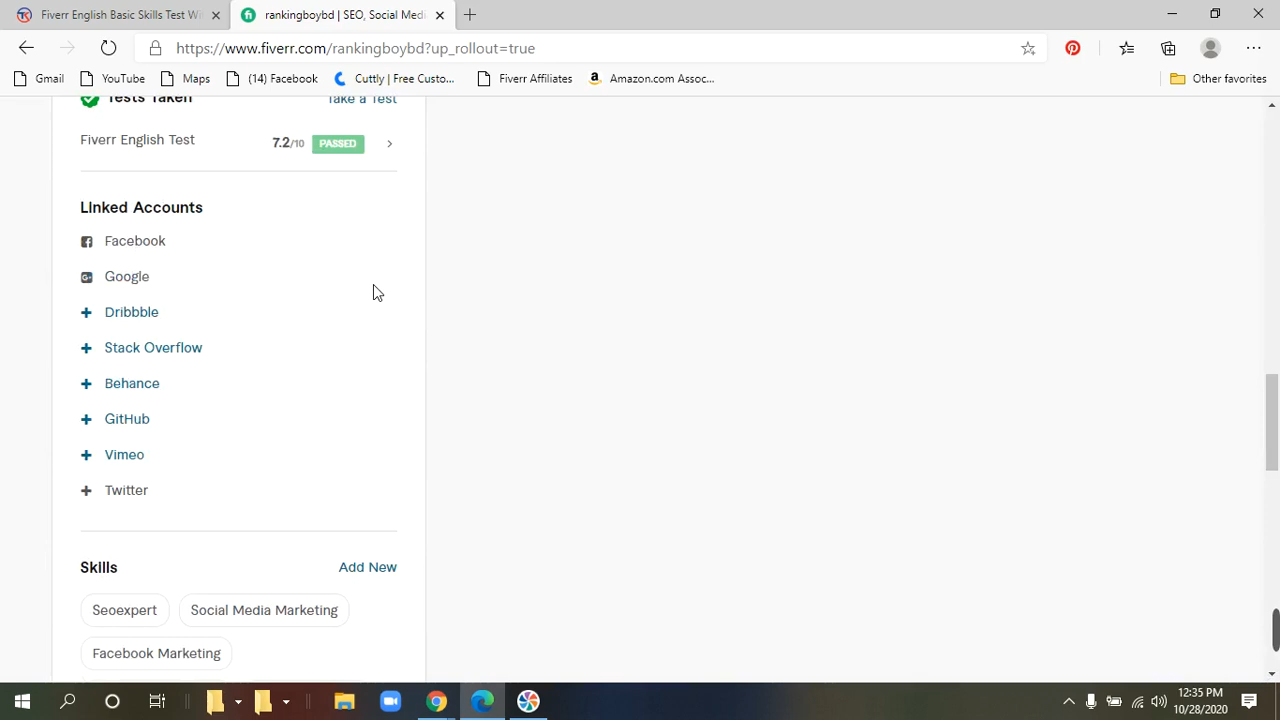 Fiverr English Basic Skills Test Wi
rankingboybd | SEO, Social Medi
https://www.fiverr.com/rankingboybd?up_rollout=true
Gmail
YouTube
Maps
(14) Facebook
Cuttly | Free Custo...
Fiverr Affiliates
Amazon.com Assoc...
Other favorites
Tests Taken
Take a Test
Fiverr English Test
7.2/10 PASSED
Linked Accounts
Facebook
Google
Dribbble
Stack Overflow
Behance
GitHub
Vimeo
Twitter
Skills
Add New
Seoexpert
Social Media Marketing
Facebook Marketing
12:35 PM
10/28/2020